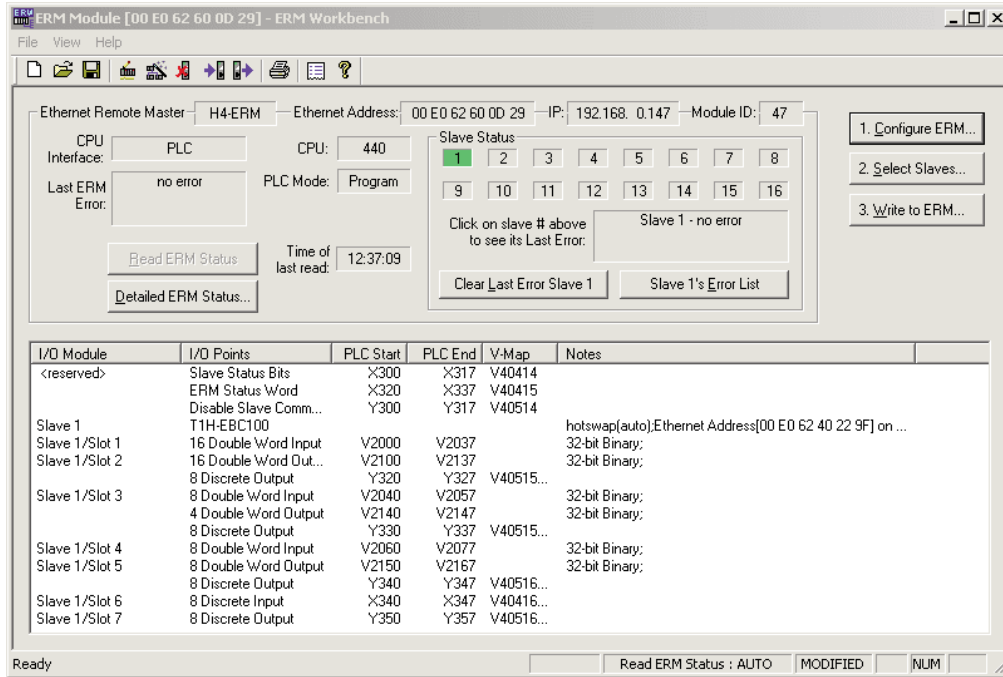 ERM Module [00 E0 62 60 0D 29] - ERM Workbench
File View Help
Ethernet Remote Master H4-ERM Ethernet Address: 00 E0 62 60 0D 29 IP: 192.168. 0.147 Module ID: 47
CPU Interface: PLC CPU: 440
Last ERM Error: no error PLC Mode: Program
Read ERM Status Time of last read: 12:37:09
Detailed ERM Status...
Slave Status
1 2 3 4 5 6 7 8
9 10 11 12 13 14 15 16
Click on slave # above to see its Last Error: Slave 1 - no error
Clear Last Error Slave 1 Slave 1's Error List
1. Configure ERM...
2. Select Slaves...
3. Write to ERM...
I/O Module I/O Points PLC Start PLC End V-Map Notes
<reserved> Slave Status Bits X300 X317 V40414
ERM Status Word X320 X337 V40415
Disable Slave Comm... Y300 Y317 V40514
Slave 1 T1H-EBC100 hotswap(auto);Ethernet Address[00 E0 62 40 22 9F] on ...
Slave 1/Slot 1 16 Double Word Input V2000 V2037 32-bit Binary;
Slave 1/Slot 2 16 Double Word Out... V2100 V2137 32-bit Binary;
8 Discrete Output Y320 Y327 V40515...
Slave 1/Slot 3 8 Double Word Input V2040 V2057 32-bit Binary;
4 Double Word Output V2140 V2147 32-bit Binary;
8 Discrete Output Y330 Y337 V40515...
Slave 1/Slot 4 8 Double Word Input V2060 V2077 32-bit Binary;
Slave 1/Slot 5 8 Double Word Output V2150 V2167 32-bit Binary;
8 Discrete Output Y340 Y347 V40516...
Slave 1/Slot 6 8 Discrete Input X340 X347 V40416...
Slave 1/Slot 7 8 Discrete Output Y350 Y357 V40516...
Ready Read ERM Status : AUTO MODIFIED NUM